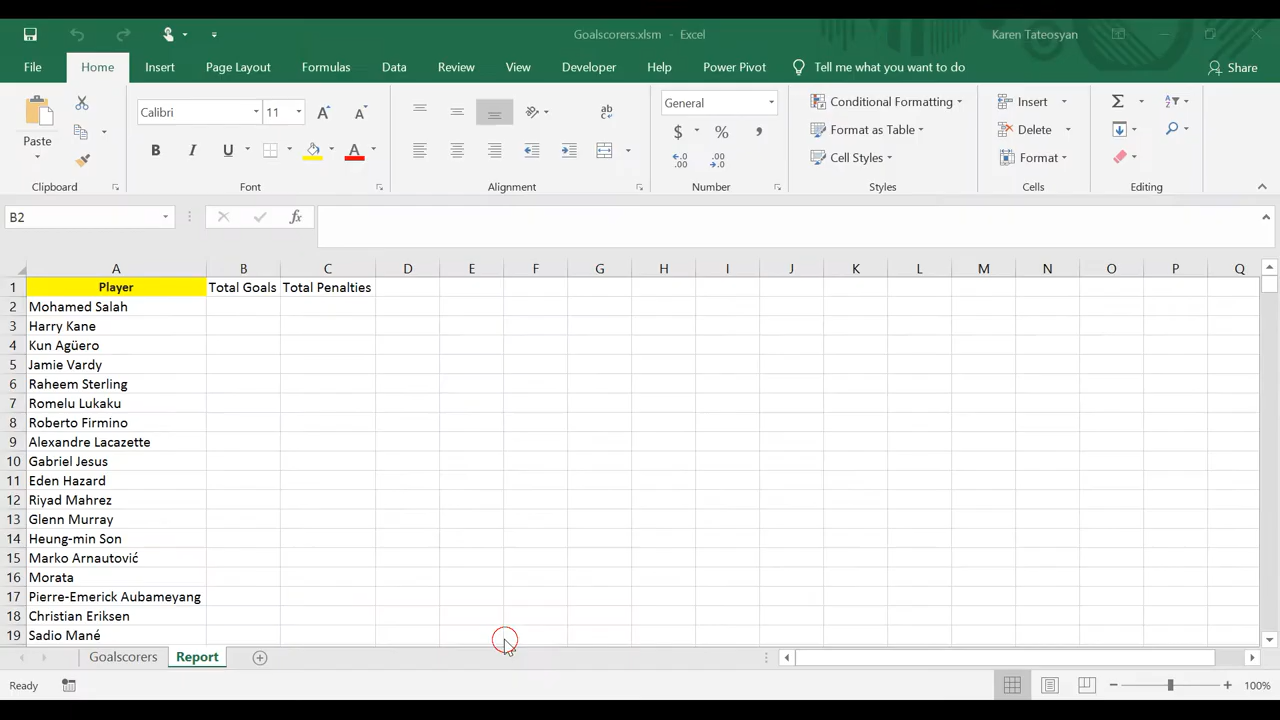 Goalscorers.xlsm - Excel
Karen Tateosyan
File Home Insert Page Layout Formulas Data Review View Developer Help Power Pivot Tell me what you want to do Share
Calibri 11 General Conditional Formatting Insert
Paste B I U $ % , Format as Table Delete
Cell Styles Format
Clipboard Font Alignment Number Styles Cells Editing
B2 fx
A B C D E F G H I J K L M N O P Q
1 Player Total Goals Total Penalties
2 Mohamed Salah
3 Harry Kane
4 Kun Agüero
5 Jamie Vardy
6 Raheem Sterling
7 Romelu Lukaku
8 Roberto Firmino
9 Alexandre Lacazette
10 Gabriel Jesus
11 Eden Hazard
12 Riyad Mahrez
13 Glenn Murray
14 Heung-min Son
15 Marko Arnautović
16 Morata
17 Pierre-Emerick Aubameyang
18 Christian Eriksen
19 Sadio Mané
Goalscorers Report
Ready 100%